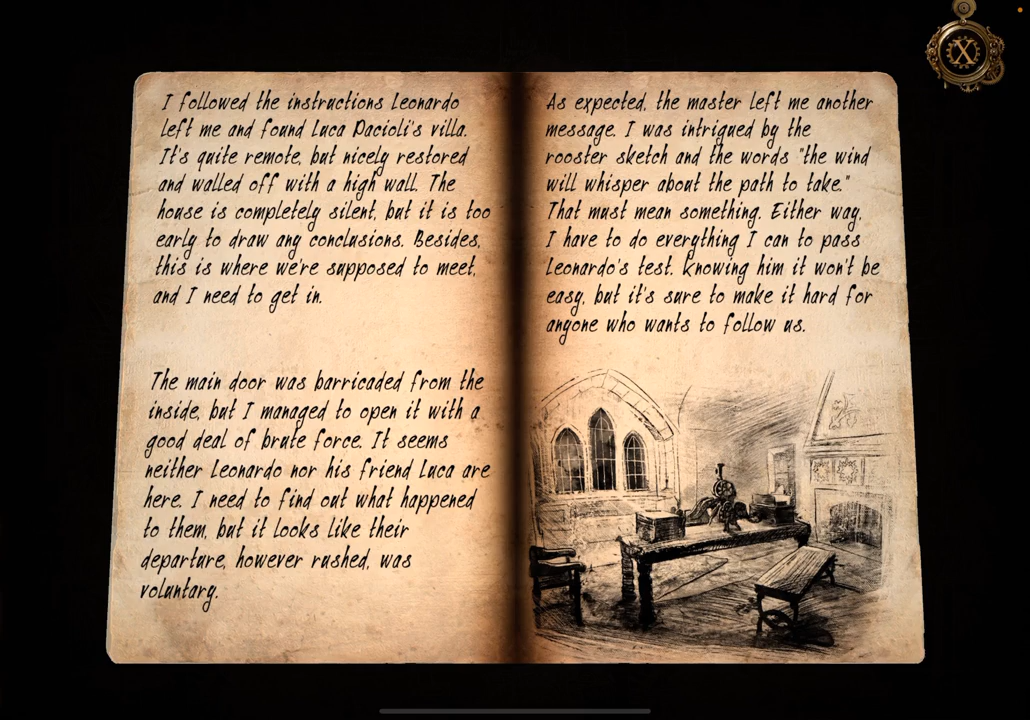 I followed the instructions Leonardo
left me and found Luca Pacioli's villa.
It's quite remote, but nicely restored
and walled off with a high wall. The
house is completely silent, but it is too
early to draw any conclusions. Besides,
this is where we're supposed to meet,
and I need to get in.
The main door was barricaded from the
inside, but I managed to open it with a
good deal of brute force. It seems
neither Leonardo nor his friend Luca are
here. I need to find out what happened
to them, but it looks like their
departure, however rushed, was
voluntary.
As expected, the master left me another
message. I was intrigued by the
rooster sketch and the words "the wind
will whisper about the path to take."
That must mean something. Either way,
I have to do everything I can to pass
Leonardo's test. Knowing him it won't be
easy, but it's sure to make it hard for
anyone who wants to follow us.
X